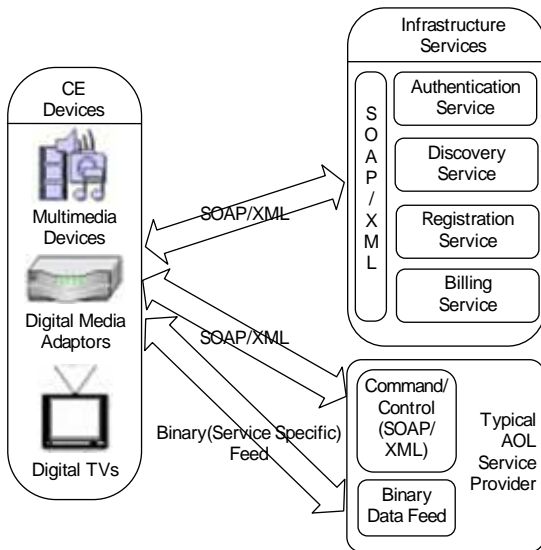 CE
Devices
Multimedia
Devices
Digital Media
Adaptors
Digital TVs
SOAP/XML
SOAP/XML
Binary(Service Specific)
Feed
Infrastructure
Services
S
O
A
P
/
X
M
L
Authentication
Service
Discovery
Service
Registration
Service
Billing
Service
Command/
Control
(SOAP/
XML)
Binary
Data Feed
Typical
AOL
Service
Provider